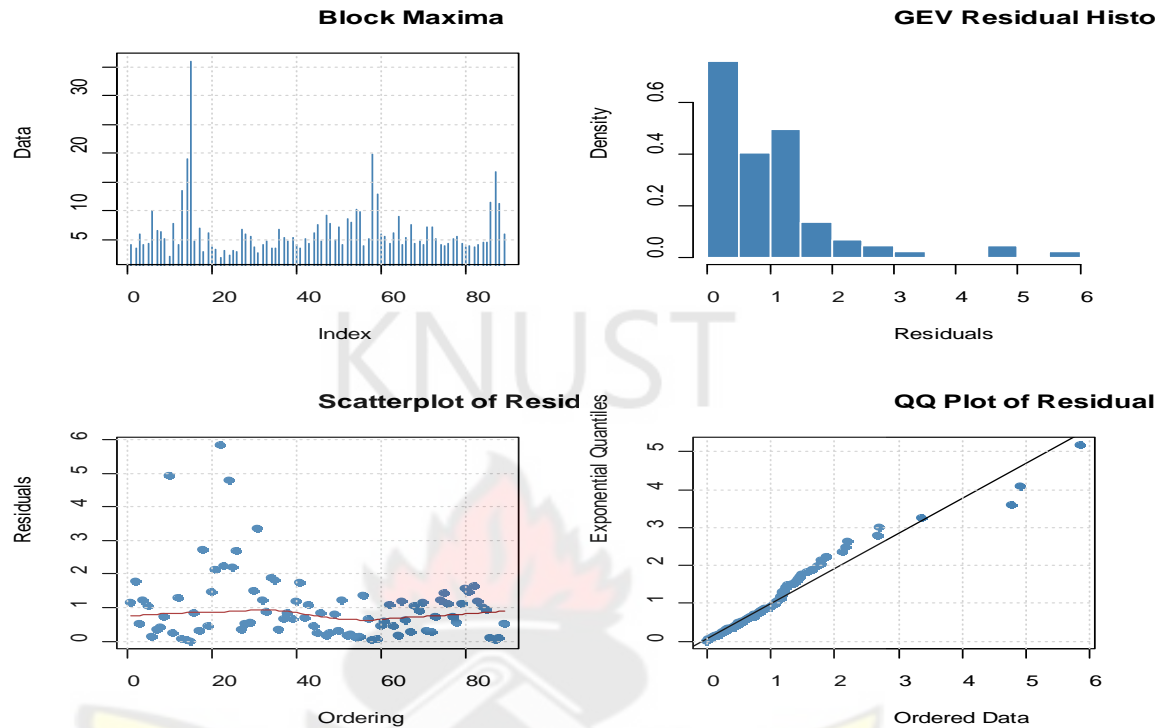 Block Maxima
Data
5 10 20 30
0 20 40 60 80
Index
GEV Residual Histo
Density
0.0 0.2 0.4 0.6
0 1 2 3 4 5 6
Residuals
KNUST
Scatterplot of Resid
Residuals
0 1 2 3 4 5 6
0 20 40 60 80
Ordering
QQ Plot of Residual
Exponential Quantiles
0 1 2 3 4 5
0 1 2 3 4 5 6
Ordered Data